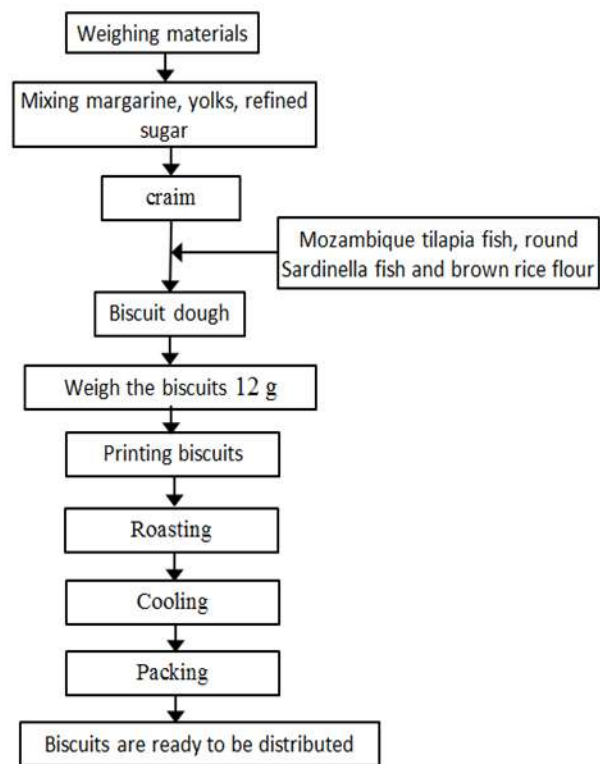 Weighing materials
Mixing margarine, yolks, refined
sugar
craim
Mozambique tilapia fish, round
Sardinella fish and brown rice flour
Biscuit dough
Weigh the biscuits 12 g
Printing biscuits
Roasting
Cooling
Packing
Biscuits are ready to be distributed